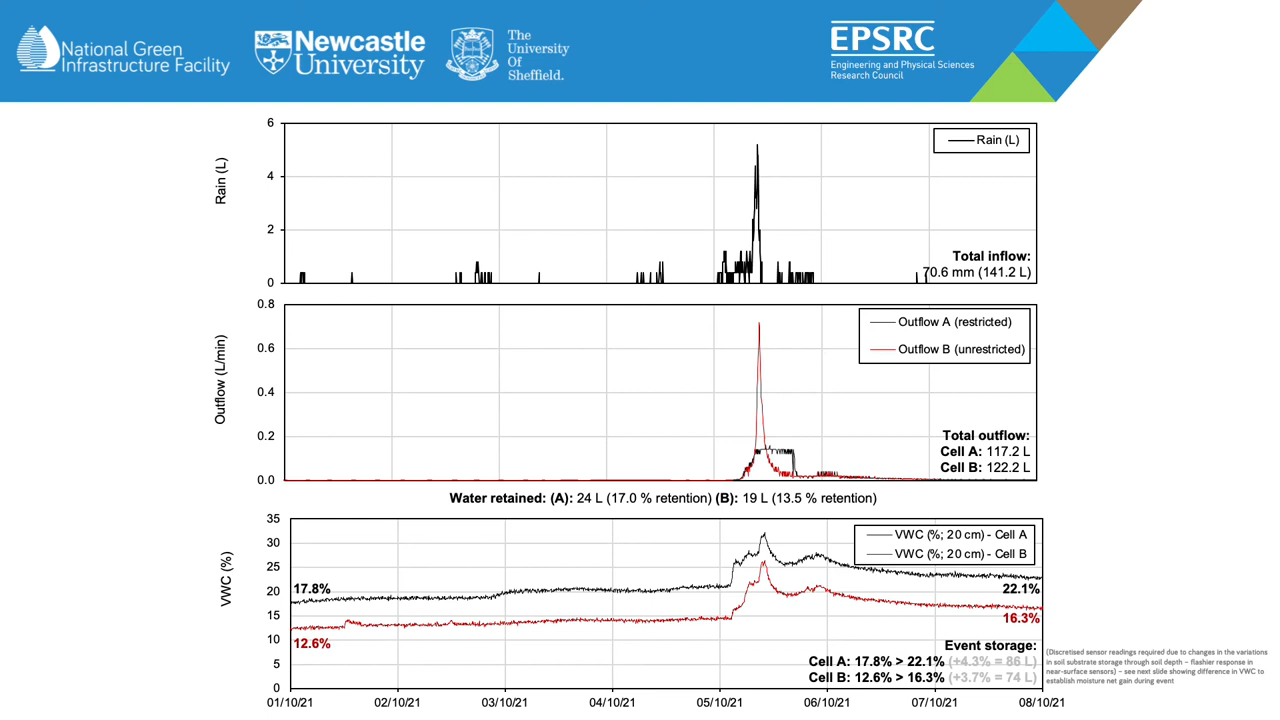 National Green
Infrastructure Facility
Newcastle
University
The
University
Of
Sheffield.
EPSRC
Engineering and Physical Sciences
Research Council
6
4
2
0
Rain (L)
Rain (L)
Total inflow:
70.6 mm (141.2 L)
0.8
0.6
0.4
0.2
0.0
Outflow (L/min)
Outflow A (restricted)
Outflow B (unrestricted)
Total outflow:
Cell A: 117.2 L
Cell B: 122.2 L
Water retained: (A): 24 L (17.0 % retention) (B): 19 L (13.5 % retention)
35
30
25
20
15
10
5
0
VWC (%)
VWC (%; 20 cm) - Cell A
VWC (%; 20 cm) - Cell B
17.8%
22.1%
16.3%
12.6%
Event storage:
Cell A: 17.8% > 22.1% (+4.3% = 86 L)
Cell B: 12.6% > 16.3% (+3.7% = 74 L)
(Discretised sensor readings required due to changes in the variations
in soil substrate storage through soil depth – flashier response in
near-surface sensors) – see next slide showing difference in VWC to
establish moisture net gain during event
01/10/21 02/10/21 03/10/21 04/10/21 05/10/21 06/10/21 07/10/21 08/10/21